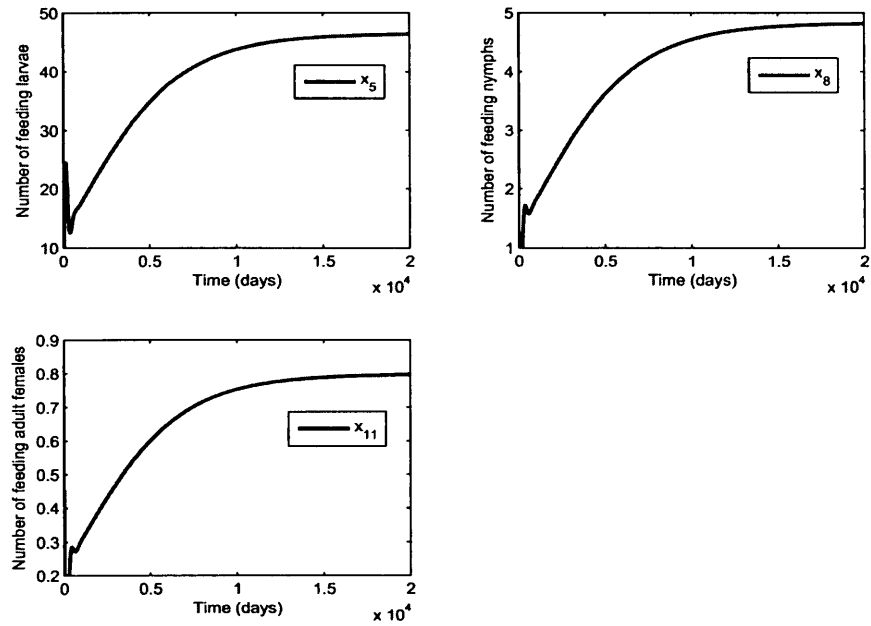 50
40
30
20
10
Number of feeding larvae
x5
0
0.5
1
1.5
2
Time (days)
x 10^4
5
4
3
2
1
Number of feeding nymphs
x8
0
0.5
1
1.5
2
Time (days)
x 10^4
0.9
0.8
0.7
0.6
0.5
0.4
0.3
0.2
Number of feeding adult females
x11
0
0.5
1
1.5
2
Time (days)
x 10^4